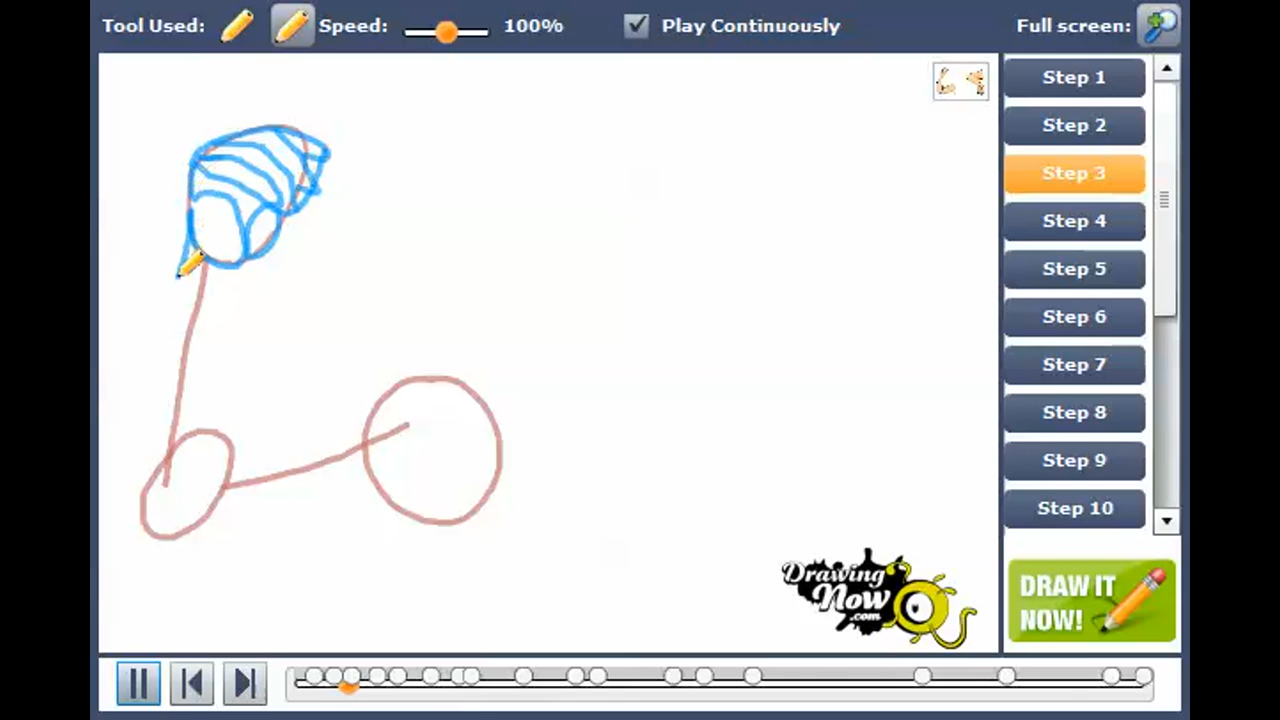 Tool Used: Speed: 100% Play Continuously Full screen:
Step 1
Step 2
Step 3
Step 4
Step 5
Step 6
Step 7
Step 8
Step 9
Step 10
Drawing
Now
.com
DRAW IT
NOW!